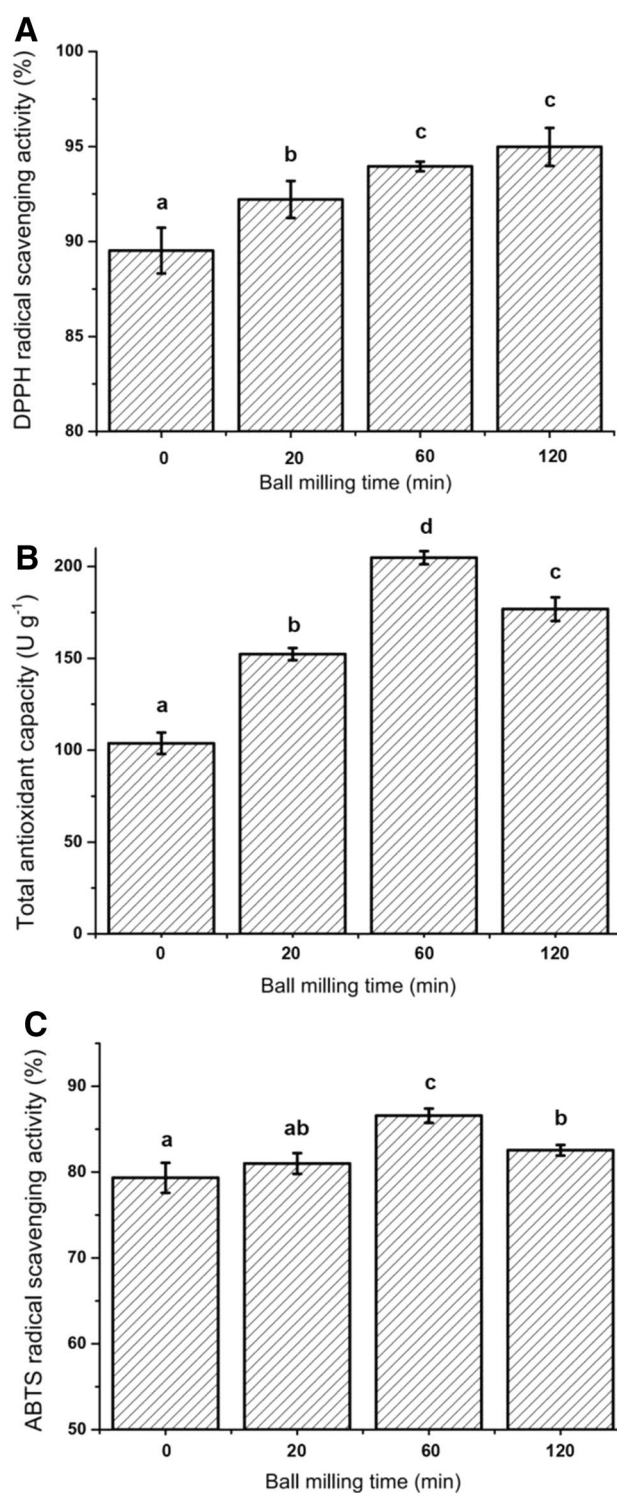 A
DPPH radical scavenging activity (%)
100
95
90
85
80
a
b
c
c
0 20 60 120
Ball milling time (min)
B
Total antioxidant capacity (U g⁻¹)
200
150
100
50
0
a
b
d
c
0 20 60 120
Ball milling time (min)
C
ABTS radical scavenging activity (%)
90
80
70
60
50
a
ab
c
b
0 20 60 120
Ball milling time (min)